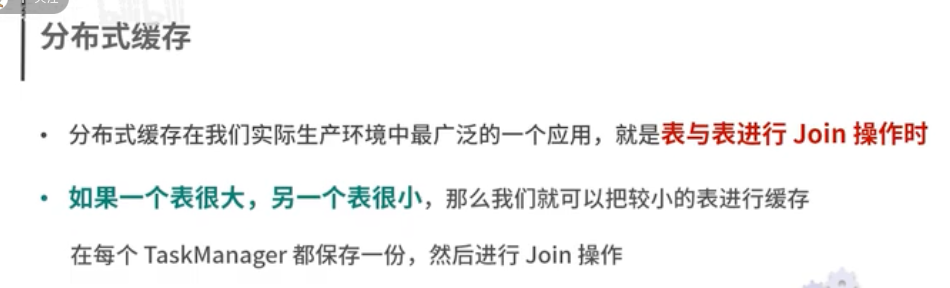 分布式缓存
• 分布式缓存在我们实际生产环境中最广泛的一个应用，就是表与表进行 Join 操作时
• 如果一个表很大，另一个表很小，那么我们就可以把较小的表进行缓存
在每个 TaskManager 都保存一份，然后进行 Join 操作